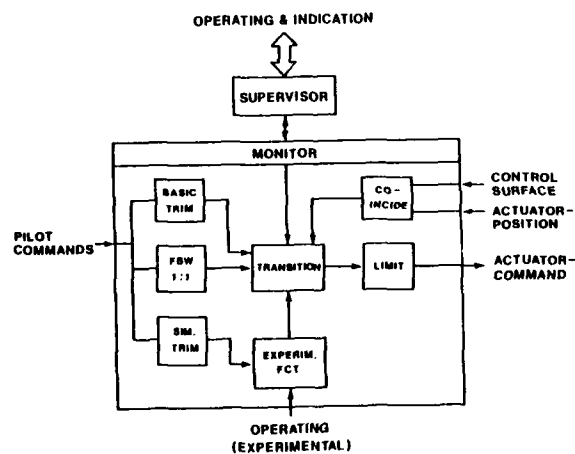 OPERATING & INDICATION
SUPERVISOR
MONITOR
BASIC
TRIM
CO-
INCIDE
CONTROL
SURFACE
ACTUATOR-
POSITION
PILOT
COMMANDS
FBW
1:1
TRANSITION
LIMIT
ACTUATOR-
COMMAND
SIM.
TRIM
EXPERIM.
FCT
OPERATING
(EXPERIMENTAL)